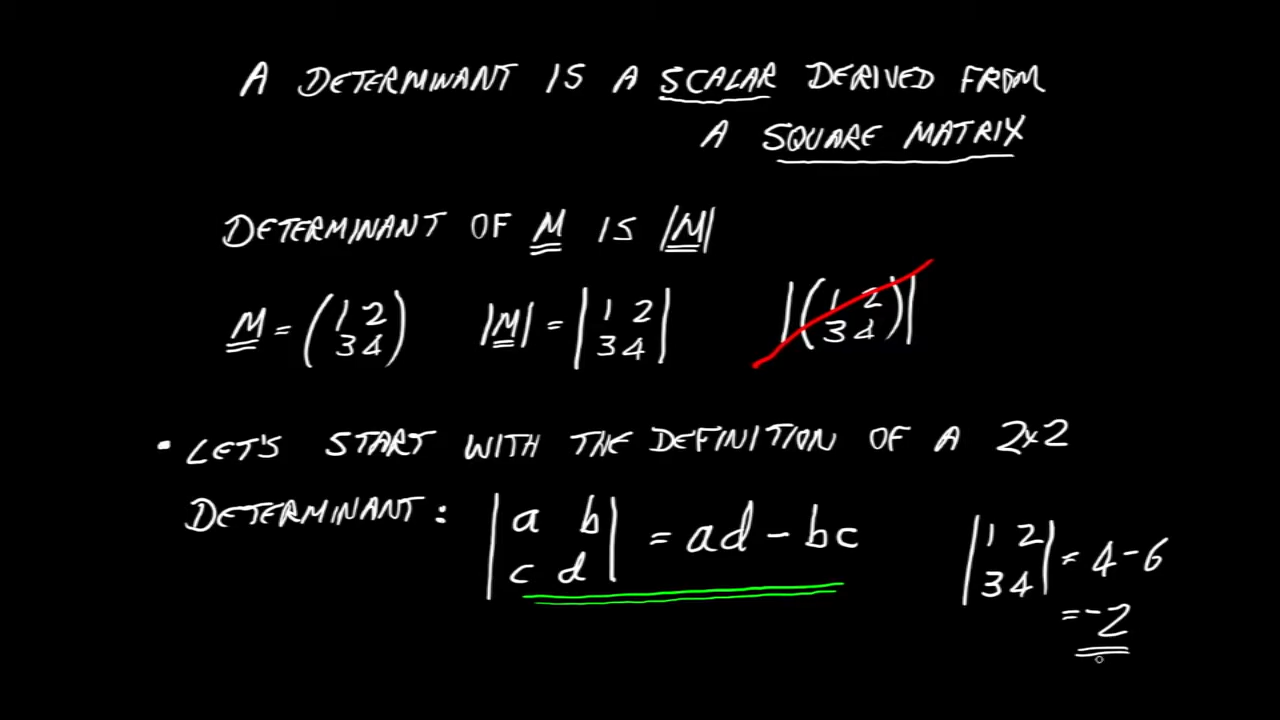 A DETERMINANT IS A SCALAR DERIVED FROM
A SQUARE MATRIX
DETERMINANT OF M IS |M|
M = (1 2
3 4) |M| = |1 2
3 4| |(1 2
3 4)|
• LET'S START WITH THE DEFINITION OF A 2×2
DETERMINANT: |a b
c d| = ad - bc
|1 2
3 4| = 4 - 6
= -2